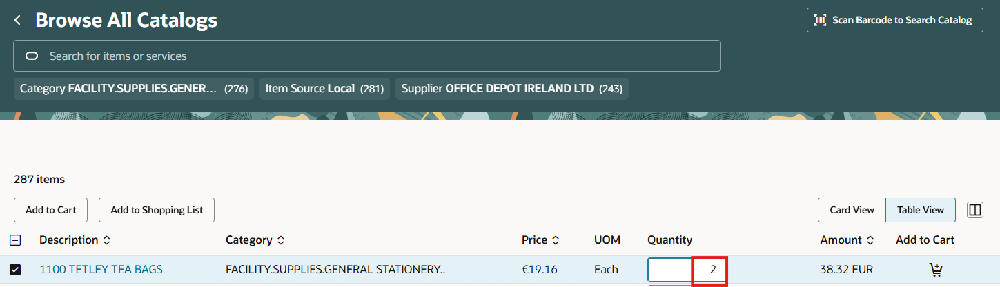 Browse All Catalogs
Scan Barcode to Search Catalog
Search for items or services
Category FACILITY.SUPPLIES.GENER... (276) Item Source Local (281) Supplier OFFICE DEPOT IRELAND LTD (243)
287 items
Add to Cart Add to Shopping List Card View Table View
Description Category Price UOM Quantity Amount Add to Cart
1100 TETLEY TEA BAGS FACILITY.SUPPLIES.GENERAL STATIONERY.. €19.16 Each 2 38.32 EUR